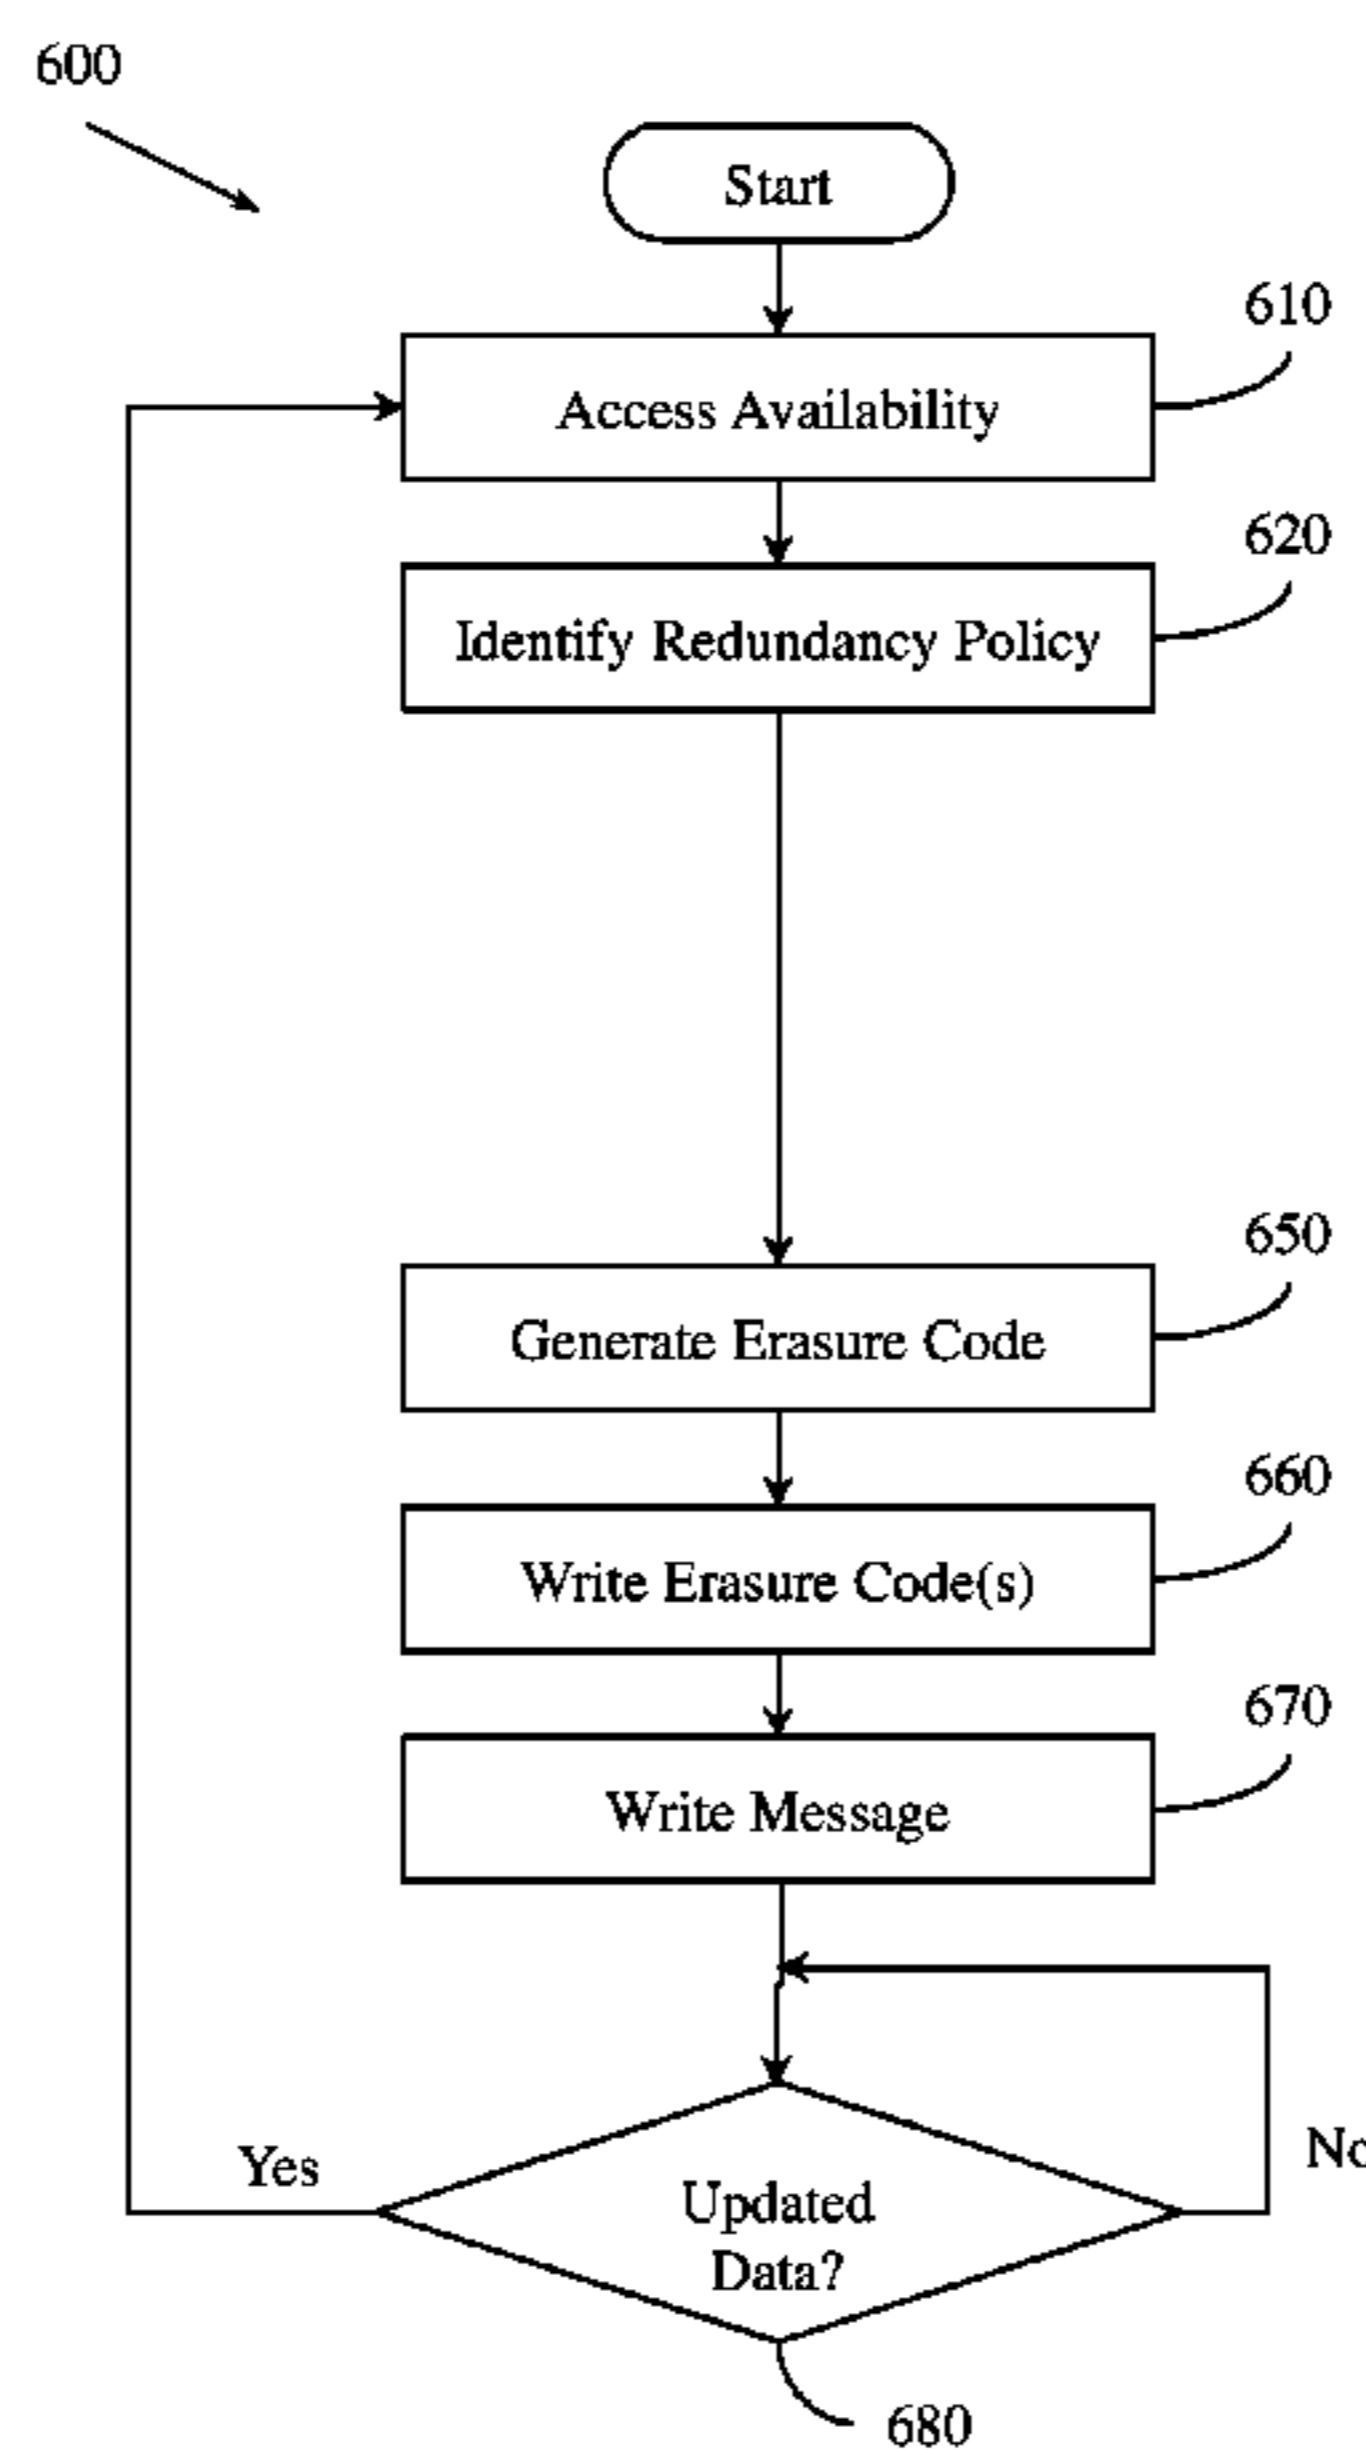 600
Start
610
Access Availability
620
Identify Redundancy Policy
650
Generate Erasure Code
660
Write Erasure Code(s)
670
Write Message
Yes
No
Updated
Data?
680